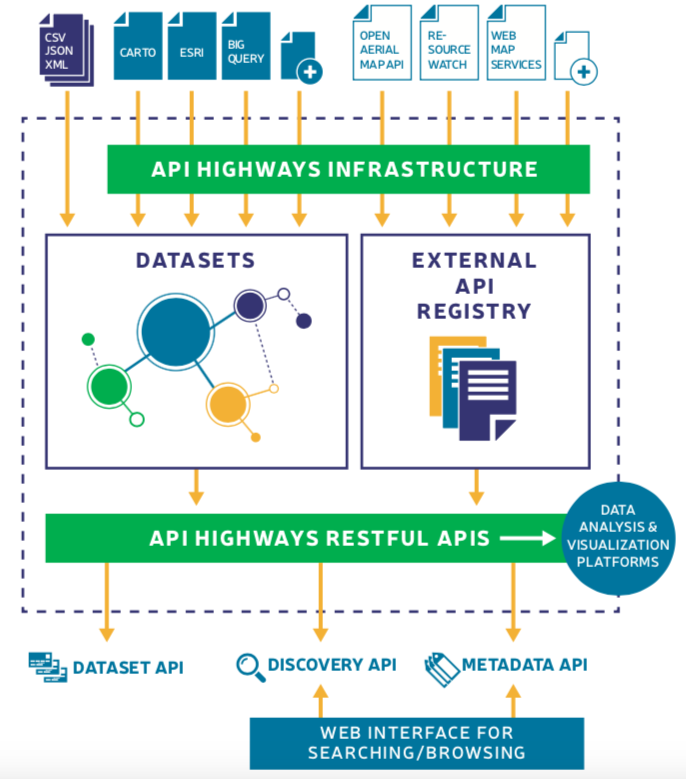 CSV
JSON
XML
CARTO
ESRI
BIG
QUERY
OPEN
AERIAL
MAP API
RE-
SOURCE
WATCH
WEB
MAP
SERVICES
API HIGHWAYS INFRASTRUCTURE
DATASETS
EXTERNAL
API
REGISTRY
API HIGHWAYS RESTFUL APIS
DATA
ANALYSIS &
VISUALIZATION
PLATFORMS
DATASET API
DISCOVERY API
METADATA API
WEB INTERFACE FOR
SEARCHING/BROWSING